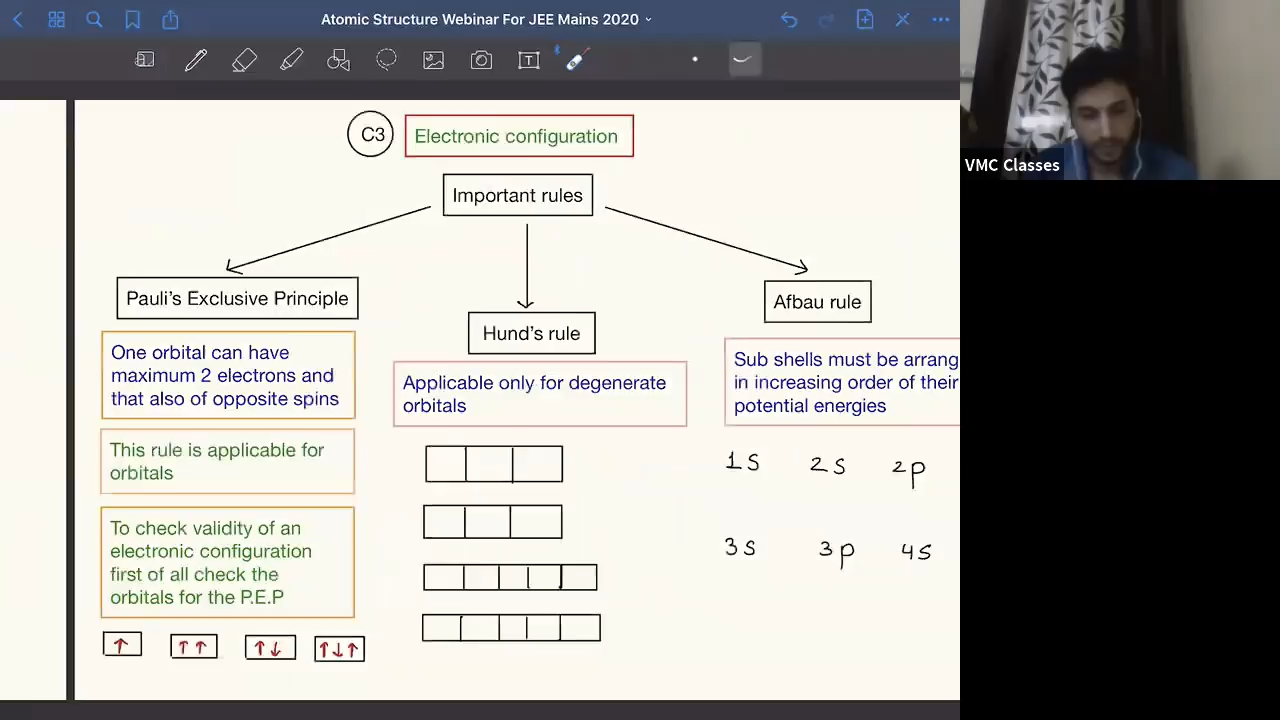 Atomic Structure Webinar For JEE Mains 2020
T
VMC Classes
C3
Electronic configuration
Important rules
Pauli's Exclusive Principle
One orbital can have
maximum 2 electrons and
that also of opposite spins
This rule is applicable for
orbitals
To check validity of an
electronic configuration
first of all check the
orbitals for the P.E.P
↑ ↑↑ ↑↓ ↑↓↑
Hund's rule
Applicable only for degenerate
orbitals
Afbau rule
Sub shells must be arrang
in increasing order of their
potential energies
1s 2s 2p
3s 3p 4s